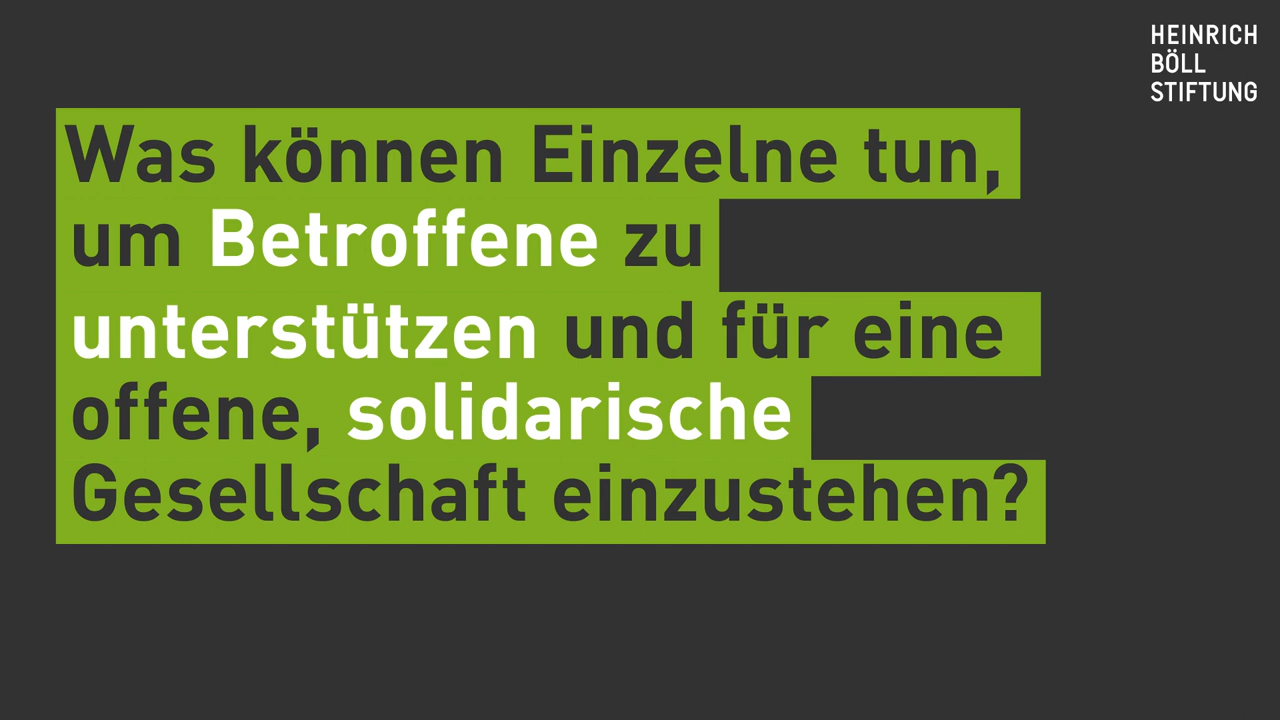 HEINRICH
BÖLL
STIFTUNG
Was können Einzelne tun,
um Betroffene zu
unterstützen und für eine
offene, solidarische
Gesellschaft einzustehen?